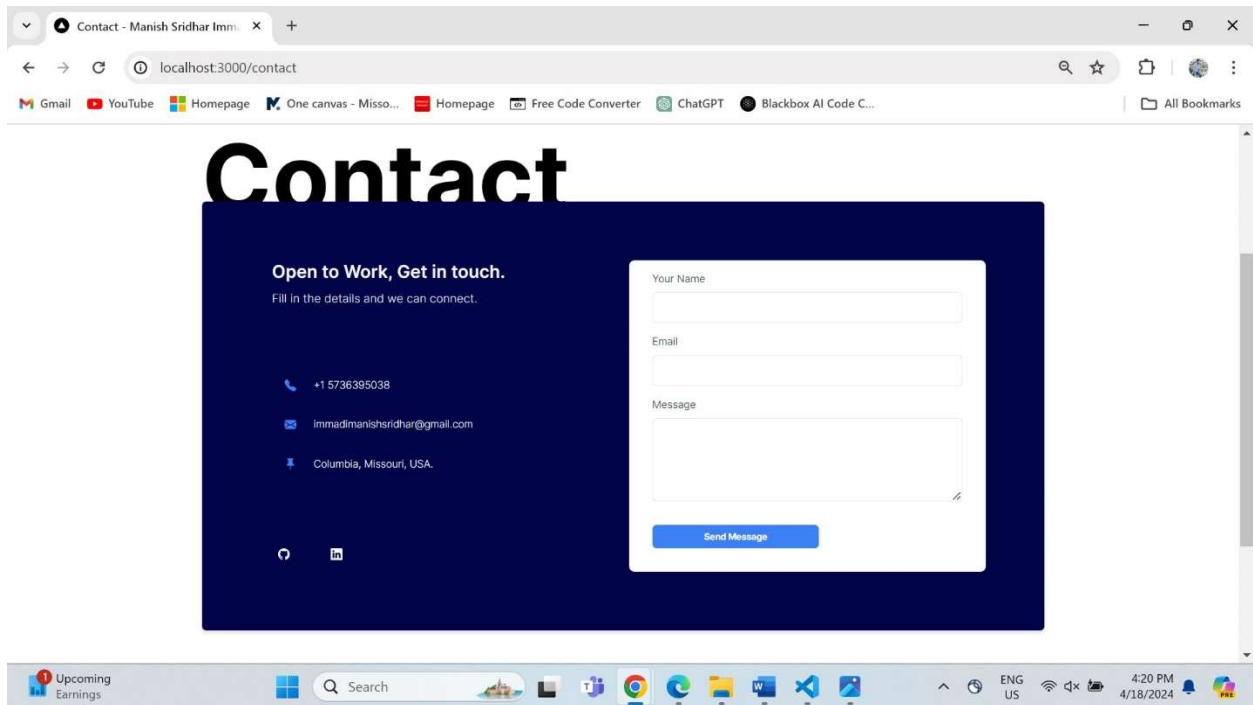 Contact - Manish Sridhar Imm
localhost:3000/contact
Gmail YouTube Homepage One canvas - Misso... Homepage Free Code Converter ChatGPT Blackbox AI Code C... All Bookmarks
Contact
Open to Work, Get in touch.
Fill in the details and we can connect.
+1 5736395038
immadimanishsridhar@gmail.com
Columbia, Missouri, USA.
in
Your Name
Email
Message
Send Message
1
Upcoming
Earnings
Search
W
ENG
US
4:20 PM
4/18/2024
PRE